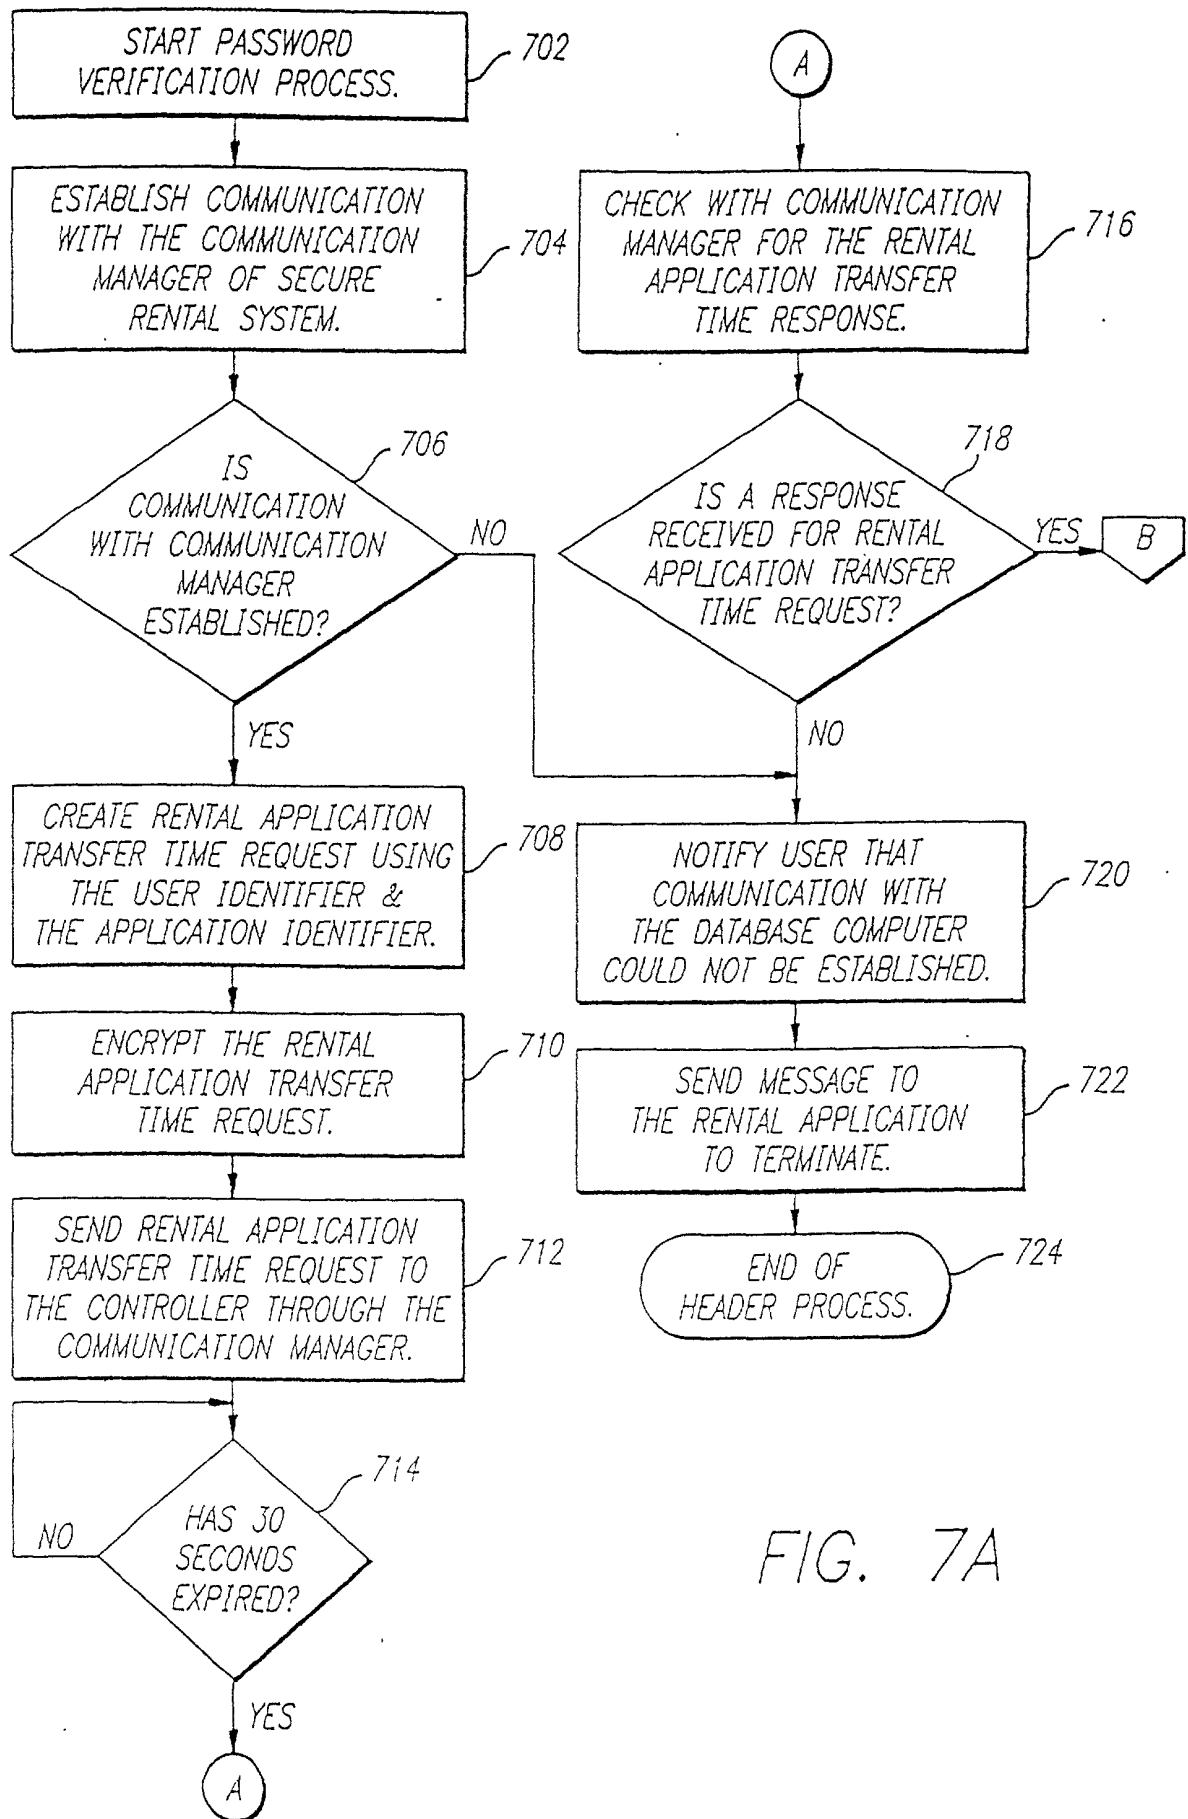 START PASSWORD
VERIFICATION PROCESS.
702
ESTABLISH COMMUNICATION
WITH THE COMMUNICATION
MANAGER OF SECURE
RENTAL SYSTEM.
704
IS
COMMUNICATION
WITH COMMUNICATION
MANAGER
ESTABLISHED?
706
NO
YES
CREATE RENTAL APPLICATION
TRANSFER TIME REQUEST USING
THE USER IDENTIFIER &
THE APPLICATION IDENTIFIER.
708
ENCRYPT THE RENTAL
APPLICATION TRANSFER
TIME REQUEST.
710
SEND RENTAL APPLICATION
TRANSFER TIME REQUEST TO
THE CONTROLLER THROUGH THE
COMMUNICATION MANAGER.
712
HAS 30
SECONDS
EXPIRED?
714
NO
YES
A
A
CHECK WITH COMMUNICATION
MANAGER FOR THE RENTAL
APPLICATION TRANSFER
TIME RESPONSE.
716
IS A RESPONSE
RECEIVED FOR RENTAL
APPLICATION TRANSFER
TIME REQUEST?
718
YES
B
NO
NOTIFY USER THAT
COMMUNICATION WITH
THE DATABASE COMPUTER
COULD NOT BE ESTABLISHED.
720
SEND MESSAGE TO
THE RENTAL APPLICATION
TO TERMINATE.
722
END OF
HEADER PROCESS.
724
FIG. 7A